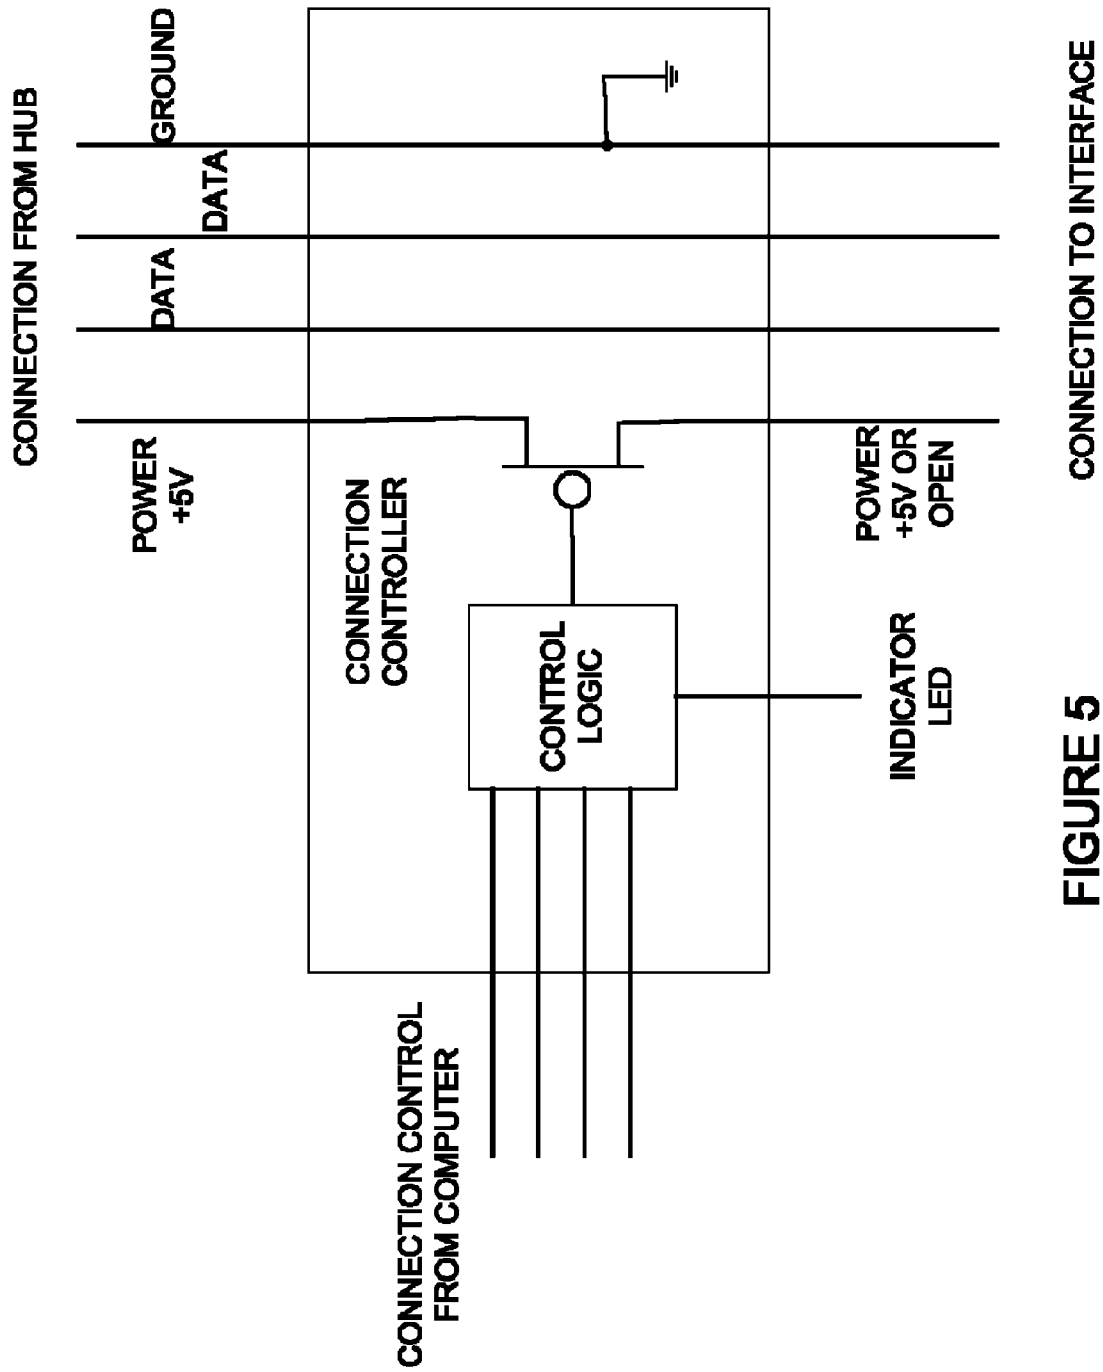 CONNECTION FROM HUB
GROUND
DATA
DATA
POWER
+5V
CONNECTION
CONTROLLER
CONTROL
LOGIC
CONNECTION CONTROL
FROM COMPUTER
POWER
+5V OR
OPEN
INDICATOR
LED
CONNECTION TO INTERFACE
FIGURE 5